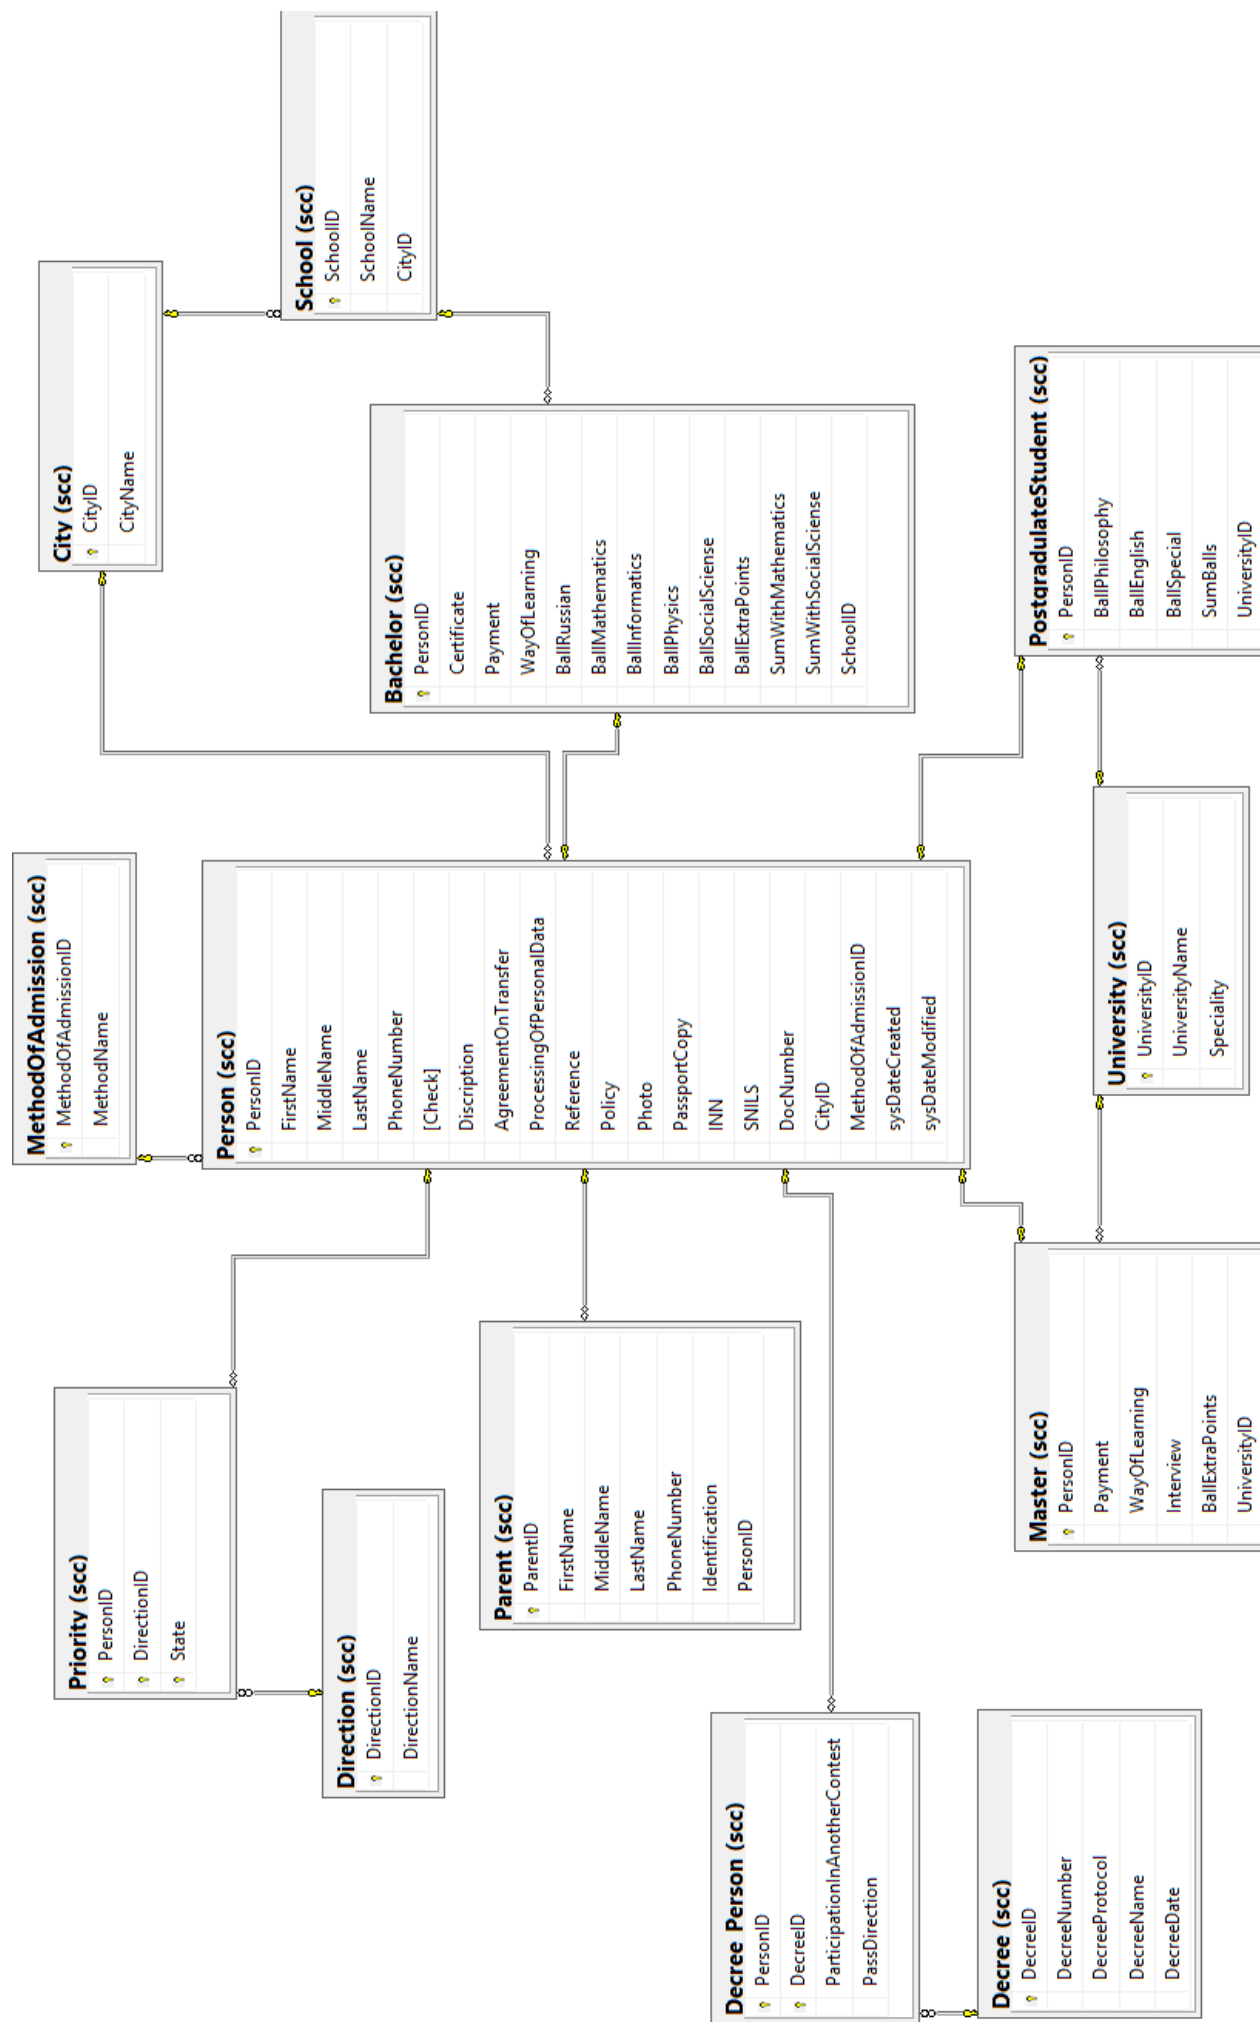 Priority (scc)
PersonID
DirectionID
State
Direction (scc)
DirectionID
DirectionName
MethodOfAdmission (scc)
MethodOfAdmissionID
MethodName
City (scc)
CityID
CityName
School (scc)
SchoolID
SchoolName
CityID
Parent (scc)
ParentID
FirstName
MiddleName
LastName
PhoneNumber
Identification
PersonID
Person (scc)
PersonID
FirstName
MiddleName
LastName
PhoneNumber
[Check]
Discription
AgreementOnTransfer
ProcessingOfPersonalData
Reference
Policy
Photo
PassportCopy
INN
SNILS
DocNumber
CityID
MethodOfAdmissionID
sysDateCreated
sysDateModified
Bachelor (scc)
PersonID
Certificate
Payment
WayOfLearning
BallRussian
BallMathematics
BallInformatics
BallPhysics
BallSocialSciense
BallExtraPoints
SumWithMathematics
SumWithSocialSciense
SchoolID
Decree_Person (scc)
PersonID
DecreeID
ParticipationInAnotherContest
PassDirection
Decree (scc)
DecreeID
DecreeNumber
DecreeProtocol
DecreeName
DecreeDate
Master (scc)
PersonID
Payment
WayOfLearning
Interview
BallExtraPoints
UniversityID
University (scc)
UniversityID
UniversityName
Speciality
PostgradulateStudent (scc)
PersonID
BallPhilosophy
BallEnglish
BallSpecial
SumBalls
UniversityID